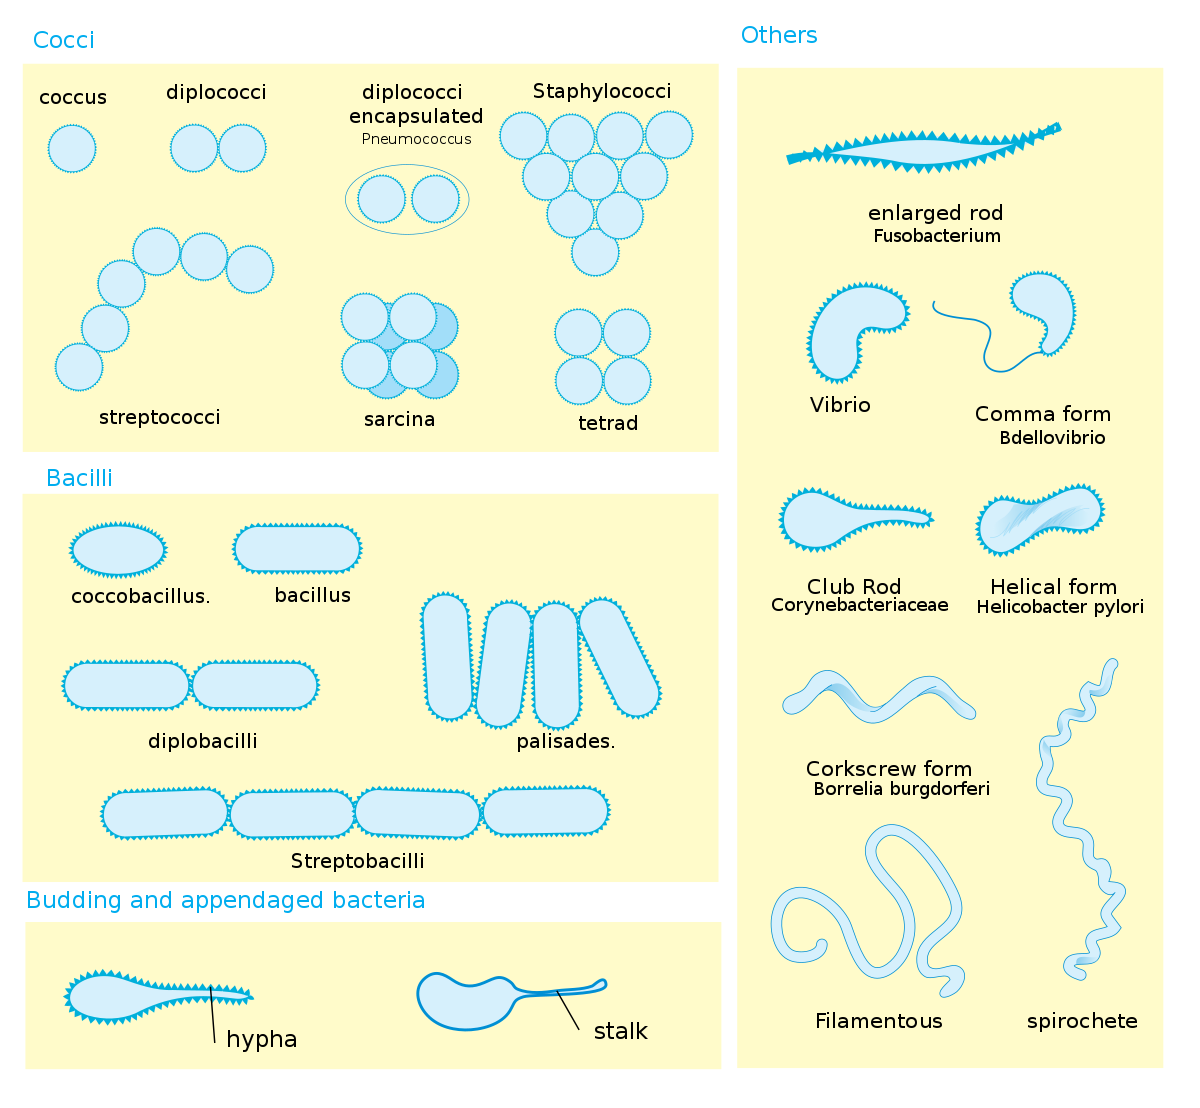 Cocci
coccus
diplococci
diplococci
encapsulated
Pneumococcus
Staphylococci
streptococci
sarcina
tetrad
Bacilli
coccobacillus.
bacillus
diplobacilli
palisades.
Streptobacilli
Budding and appendaged bacteria
hypha
stalk
Others
enlarged rod
Fusobacterium
Vibrio
Comma form
Bdellovibrio
Club Rod
Corynebacteriaceae
Helical form
Helicobacter pylori
Corkscrew form
Borrelia burgdorferi
Filamentous
spirochete